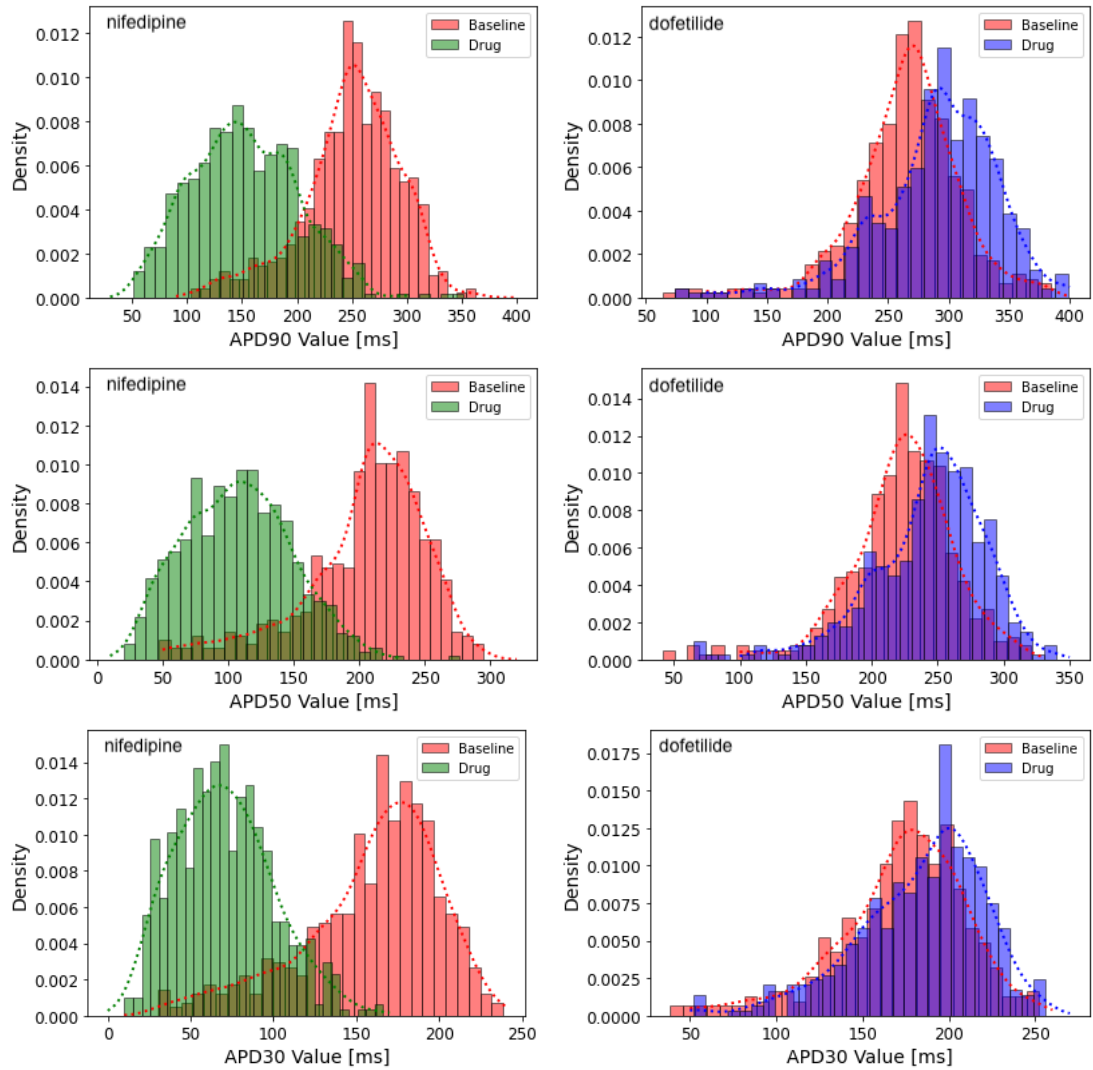 nifedipine
Baseline
Drug
0.012
0.010
0.008
0.006
0.004
0.002
0.000
Density
100
200
300
400
50
150
250
350
APD90 Value [ms]
dofetilide
Baseline
Drug
0.012
0.010
0.008
0.006
0.004
0.002
0.000
Density
50
100
150
200
250
300
350
400
APD90 Value [ms]
nifedipine
Baseline
Drug
0.014
0.012
0.010
0.008
0.006
0.004
0.002
0.000
Density
0
50
100
150
200
250
300
APD50 Value [ms]
dofetilide
Baseline
Drug
0.014
0.012
0.010
0.008
0.006
0.004
0.002
0.000
Density
50
100
150
200
250
300
350
APD50 Value [ms]
nifedipine
Baseline
Drug
0.014
0.012
0.010
0.008
0.006
0.004
0.002
0.000
Density
0
50
100
150
200
250
APD30 Value [ms]
dofetilide
Baseline
Drug
0.0175
0.0150
0.0125
0.0100
0.0075
0.0050
0.0025
0.0000
Density
50
100
150
200
250
APD30 Value [ms]